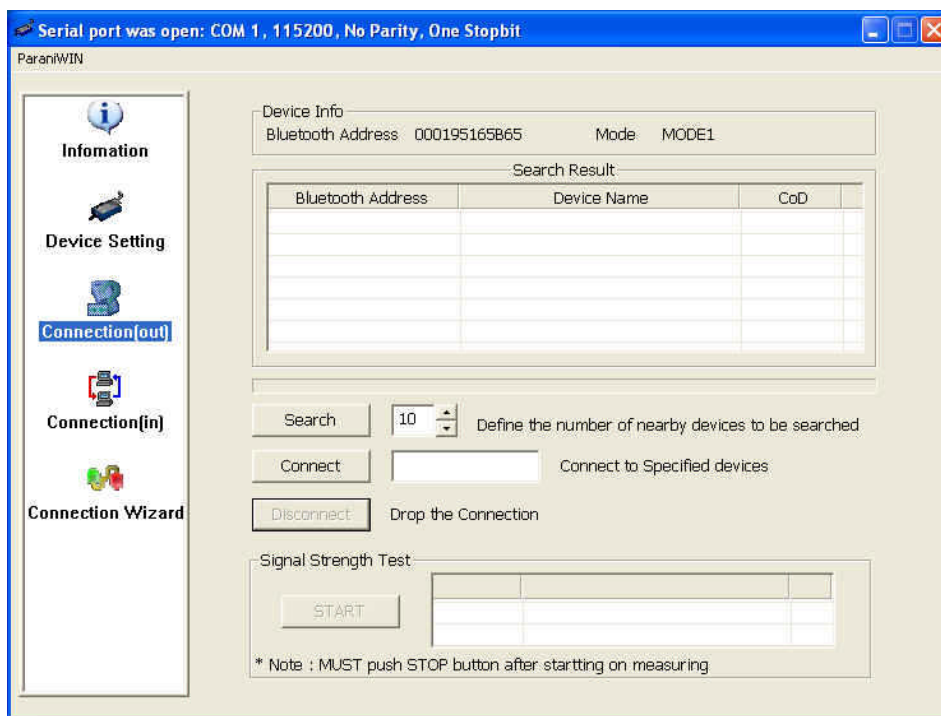 Serial port was open: COM 1, 115200, No Parity, One Stopbit
ParaniWIN
Infomation
Device Setting
Connection(out)
Connection(in)
Connection Wizard
Device Info
Bluetooth Address 000195165B65 Mode MODE1
Search Result
Bluetooth Address Device Name CoD
Search 10 Define the number of nearby devices to be searched
Connect Connect to Specified devices
Disconnect Drop the Connection
Signal Strength Test
START
* Note : MUST push STOP button after startting on measuring